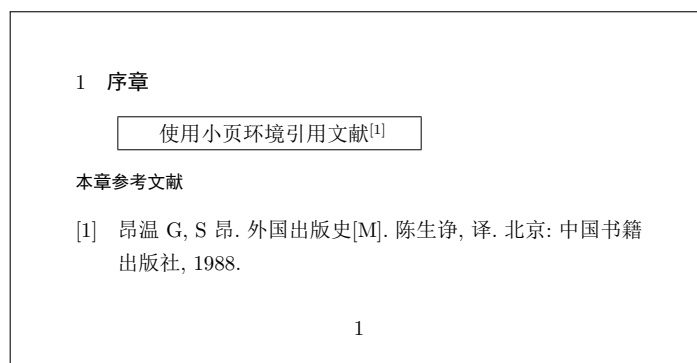 1 序章
使用小页环境引用文献[1]
本章参考文献
[1] 昂温 G, S 昂. 外国出版史[M]. 陈生诤, 译. 北京: 中国书籍
出版社, 1988.
1